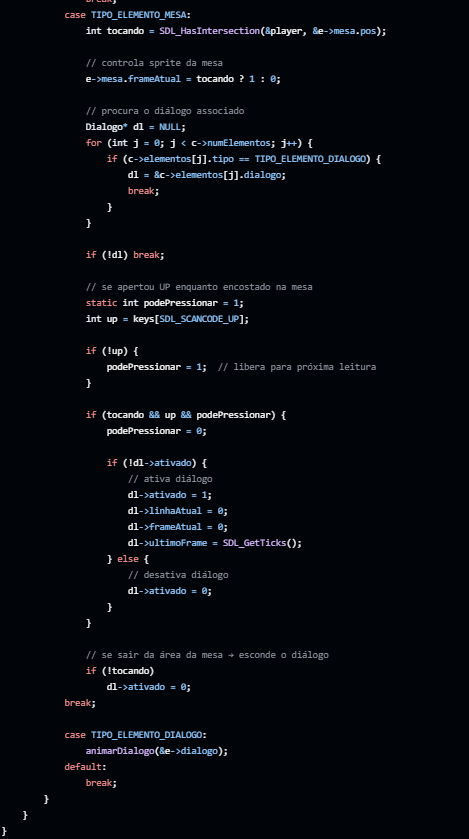 break;
case TIPO_ELEMENTO_MESA:
int tocando = SDL_HasIntersection(&player, &e->mesa.pos);
// controla sprite da mesa
e->mesa.frameAtual = tocando ? 1 : 0;
// procura o diálogo associado
Dialogo* dl = NULL;
for (int j = 0; j < c->numElementos; j++) {
if (c->elementos[j].tipo == TIPO_ELEMENTO_DIALOGO) {
dl = &c->elementos[j].dialogo;
break;
}
}
if (!dl) break;
// se apertou UP enquanto encostado na mesa
static int podePressionar = 1;
int up = keys[SDL_SCANCODE_UP];
if (!up) {
podePressionar = 1;  // libera para próxima leitura
}
if (tocando && up && podePressionar) {
podePressionar = 0;
if (!dl->ativado) {
// ativa diálogo
dl->ativado = 1;
dl->linhaAtual = 0;
dl->frameAtual = 0;
dl->ultimoFrame = SDL_GetTicks();
} else {
// desativa diálogo
dl->ativado = 0;
}
}
// se sair da área da mesa → esconde o diálogo
if (!tocando)
dl->ativado = 0;
break;
case TIPO_ELEMENTO_DIALOGO:
animarDialogo(&e->dialogo);
default:
break;
}
}
}